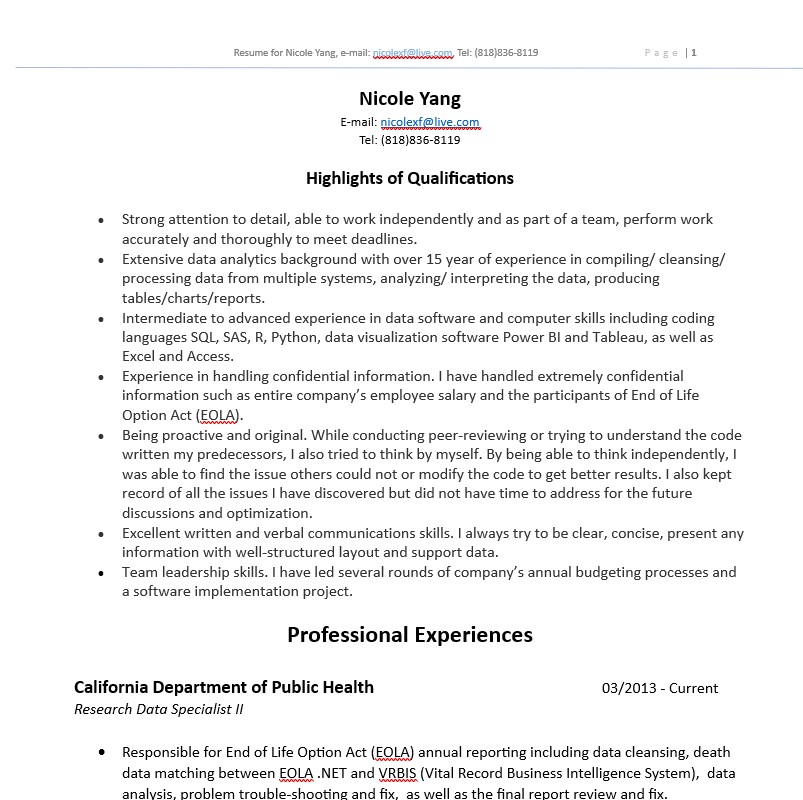 Resume for Nicole Yang, e-mail: nicolexf@live.com, Tel: (818)836-8119 Page | 1
Nicole Yang
E-mail: nicolexf@live.com
Tel: (818)836-8119
Highlights of Qualifications
• Strong attention to detail, able to work independently and as part of a team, perform work
accurately and thoroughly to meet deadlines.
• Extensive data analytics background with over 15 year of experience in compiling/ cleansing/
processing data from multiple systems, analyzing/ interpreting the data, producing
tables/charts/reports.
• Intermediate to advanced experience in data software and computer skills including coding
languages SQL, SAS, R, Python, data visualization software Power BI and Tableau, as well as
Excel and Access.
• Experience in handling confidential information. I have handled extremely confidential
information such as entire company’s employee salary and the participants of End of Life
Option Act (EOLA).
• Being proactive and original. While conducting peer-reviewing or trying to understand the code
written my predecessors, I also tried to think by myself. By being able to think independently, I
was able to find the issue others could not or modify the code to get better results. I also kept
record of all the issues I have discovered but did not have time to address for the future
discussions and optimization.
• Excellent written and verbal communications skills. I always try to be clear, concise, present any
information with well-structured layout and support data.
• Team leadership skills. I have led several rounds of company’s annual budgeting processes and
a software implementation project.
Professional Experiences
California Department of Public Health 03/2013 - Current
Research Data Specialist II
• Responsible for End of Life Option Act (EOLA) annual reporting including data cleansing, death
data matching between EOLA .NET and VRBIS (Vital Record Business Intelligence System), data
analysis, problem trouble-shooting and fix, as well as the final report review and fix.